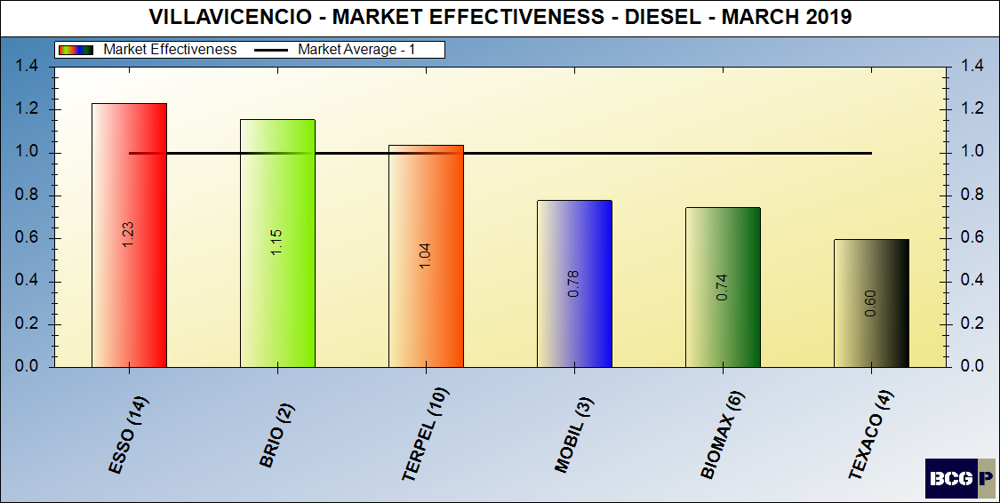 VILLAVICENCIO - MARKET EFFECTIVENESS - DIESEL - MARCH 2019
Market Effectiveness Market Average - 1
1.4 1.4
1.2 1.2
1.0 1.0
0.8 0.8
0.6 0.6
0.4 0.4
0.2 0.2
0.0 0.0
1.23
1.15
1.04
0.78
0.74
0.60
ESSO (14)
BRIO (2)
TERPEL (10)
MOBIL (3)
BIOMAX (6)
TEXACO (4)
BCG P